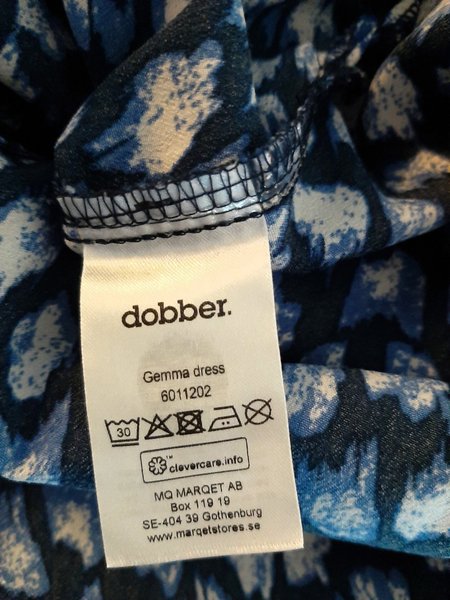 dobber.
Gemma dress
6011202
30
™
clevercare.info
MQ MARQET AB
Box 119 19
SE-404 39 Gothenburg
www.marqetstores.se